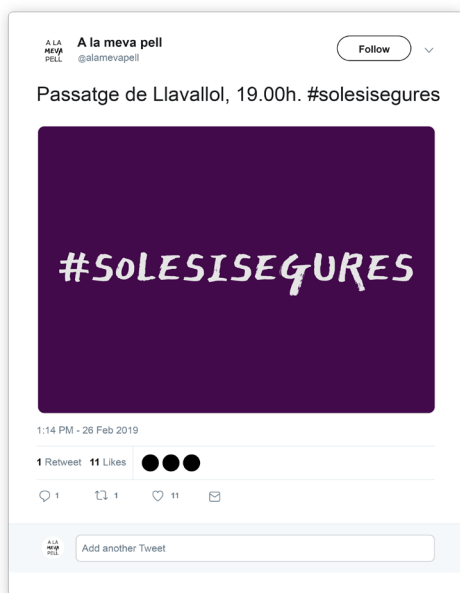 A LA
MEVA
PELL
A la meva pell
@alamevapell
Follow
Passatge de Llavallol, 19.00h. #solesisegures
#SOLESISEGURES
1:14 PM - 26 Feb 2019
1 Retweet 11 Likes
1 1 11
A LA
MEVA
PELL
Add another Tweet